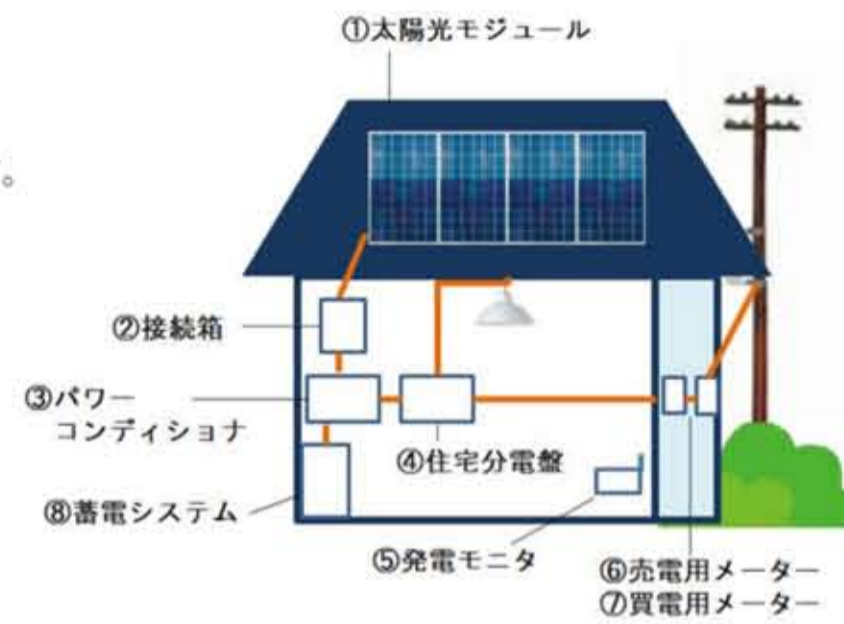 ①太陽光モジュール
。
②接続箱
③パワー
コンディショナ
④住宅分電盤
⑧蓄電システム
⑤発電モニタ
⑥売電用メーター
⑦買電用メーター